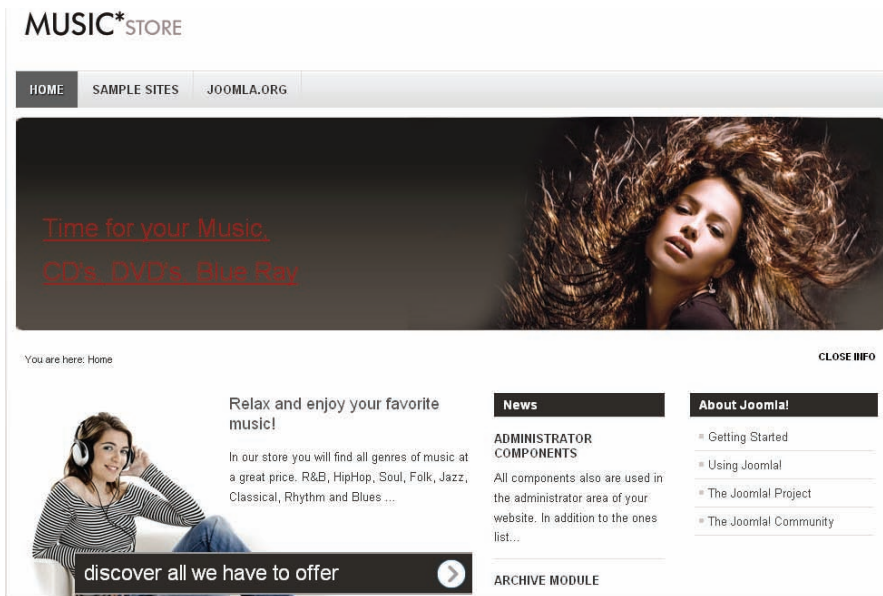 MUSIC*STORE
HOME SAMPLE SITES JOOMLA.ORG
Time for your Music.
CD's. DVD's. Blue Ray
You are here: Home
CLOSE INFO
Relax and enjoy your favorite
music!
In our store you will find all genres of music at
a great price. R&B, HipHop, Soul, Folk, Jazz,
Classical, Rhythm and Blues ...
discover all we have to offer
News
ADMINISTRATOR
COMPONENTS
All components also are used in
the administrator area of your
website. In addition to the ones
list...
ARCHIVE MODULE
About Joomla!
Getting Started
Using Joomla!
The Joomla! Project
The Joomla! Community